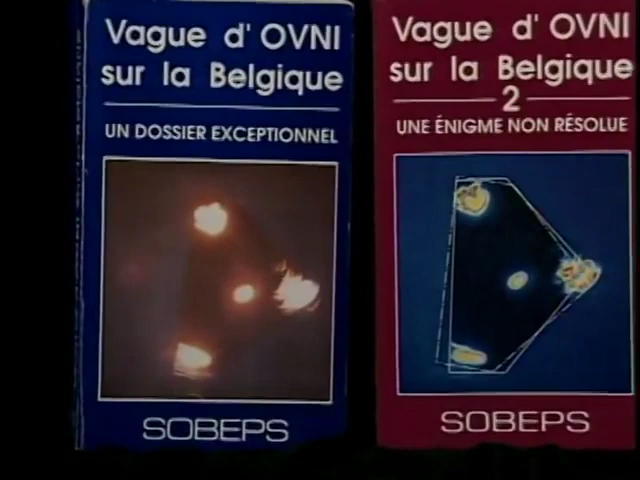 Vague d' OVNI
sur la Belgique
UN DOSSIER EXCEPTIONNEL
SOBEPS
Vague d' OVNI
sur la Belgique
2
UNE ÉNIGME NON RÉSOLUE
SOBEPS